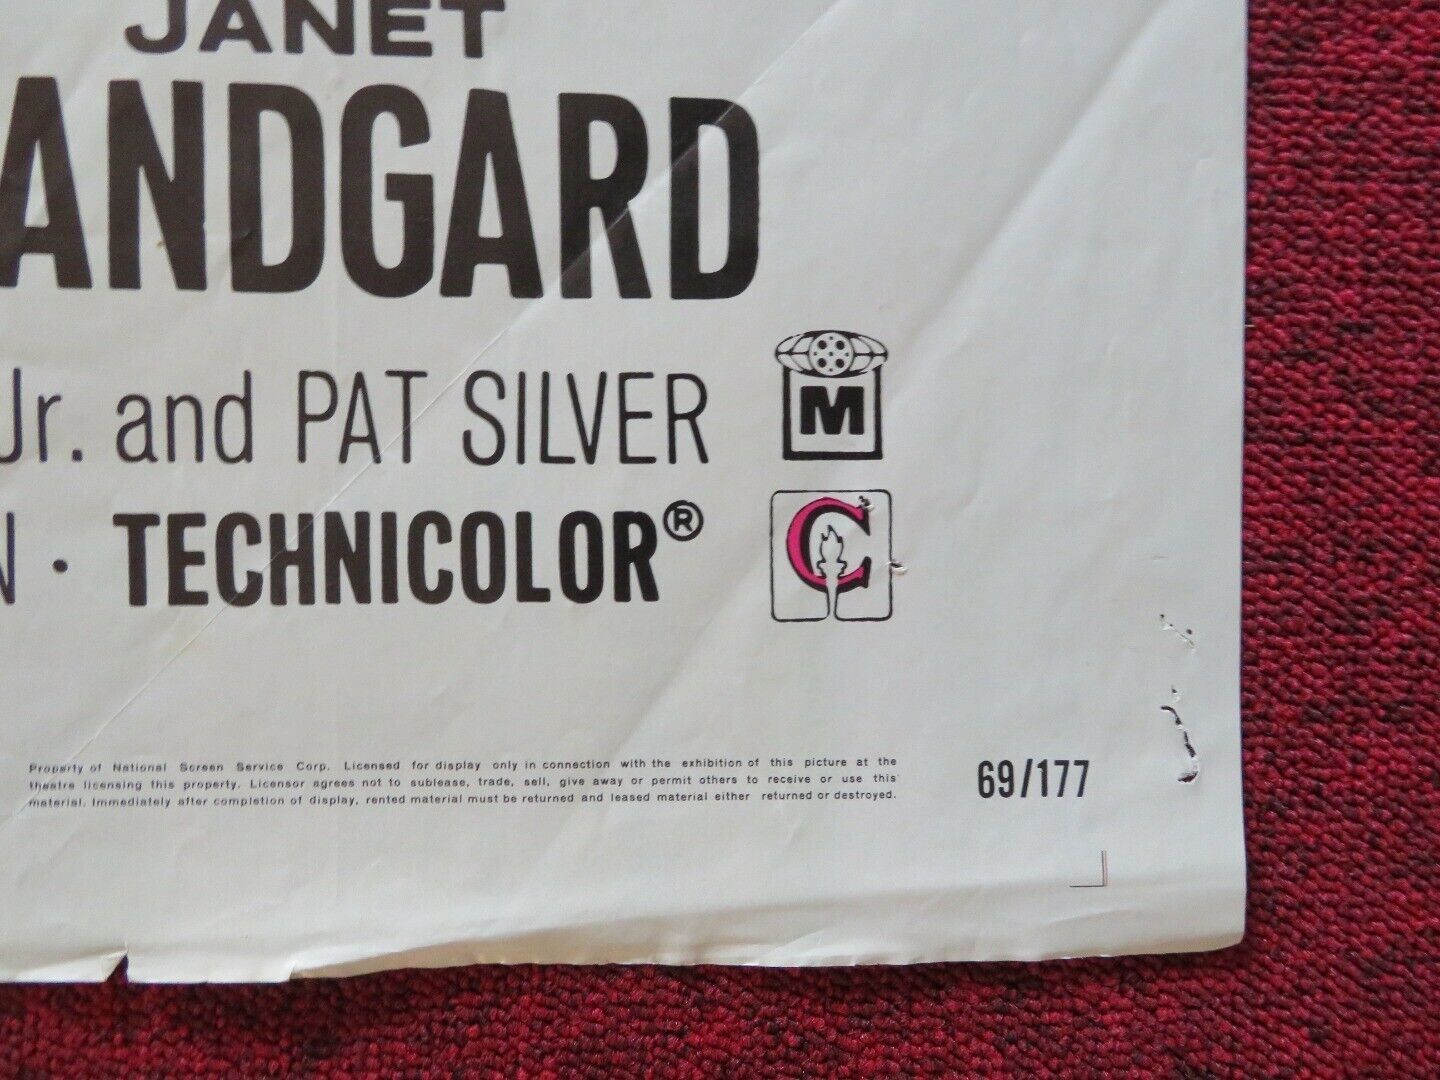 JANET
ANDGARD
Jr. and PAT SILVER
M
N · TECHNICOLOR®
C
Property of National Screen Service Corp. Licensed for display only in connection with the exhibition of this picture at the
theatre licensing this property. Licensor agrees not to sublease, trade, sell, give away or permit others to receive or use this
material. Immediately after completion of display, rented material must be returned and leased material either returned or destroyed.
69/177